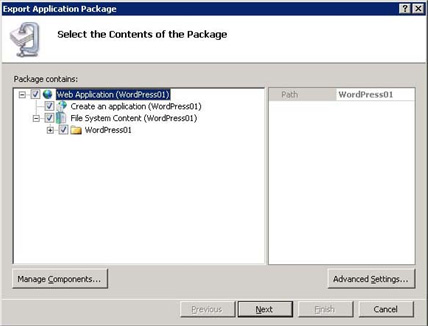 Export Application Package
Select the Contents of the Package
Package contains:
Web Application (WordPress01)
Create an application (WordPress01)
File System Content (WordPress01)
WordPress01
Path WordPress01
Manage Components...
Advanced Settings...
Previous Next Finish Cancel